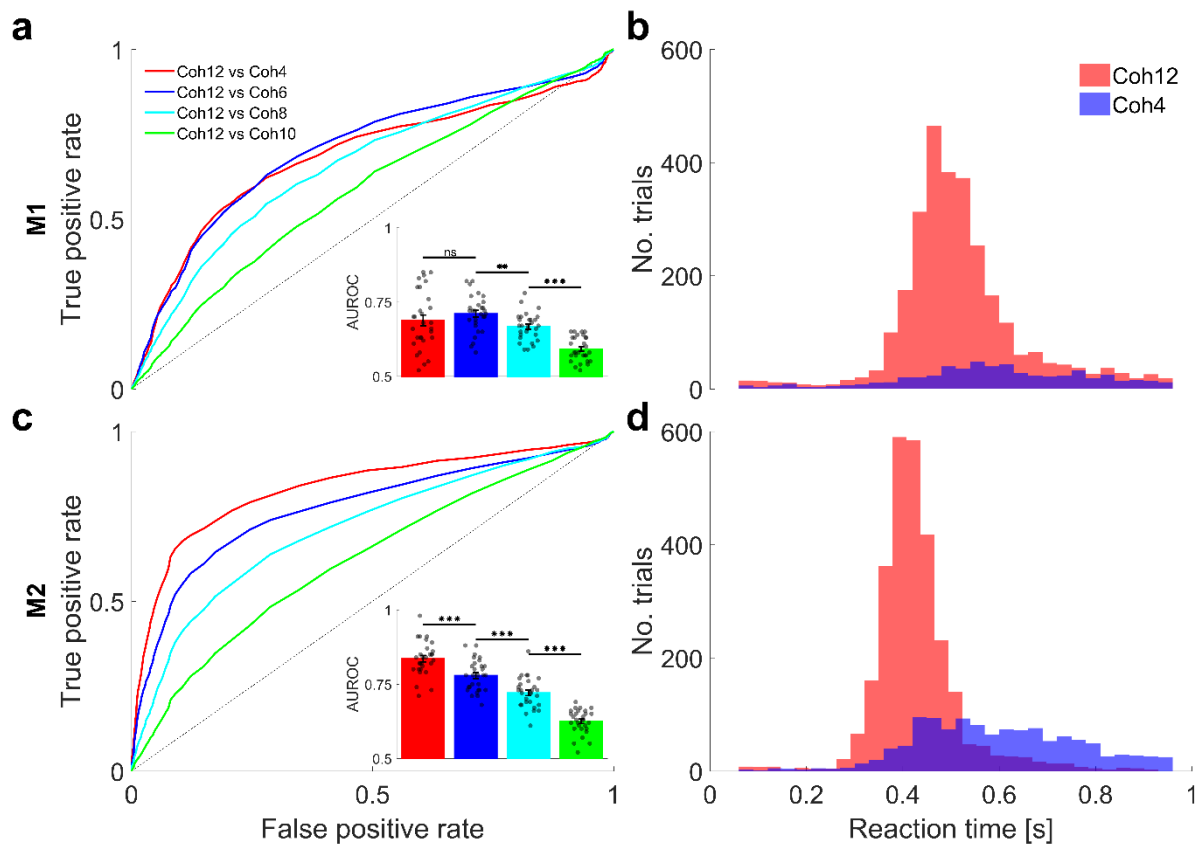 a
M1
True positive rate
1
0.5
0
Coh12 vs Coh4
Coh12 vs Coh6
Coh12 vs Coh8
Coh12 vs Coh10
AUROC
1
0.75
0.5
ns
**
***
b
No. trials
600
400
200
0
Coh12
Coh4
c
M2
True positive rate
1
0.5
0
0
0.5
1
False positive rate
AUROC
1
0.75
0.5
***
***
***
d
No. trials
600
400
200
0
0
0.2
0.4
0.6
0.8
1
Reaction time [s]